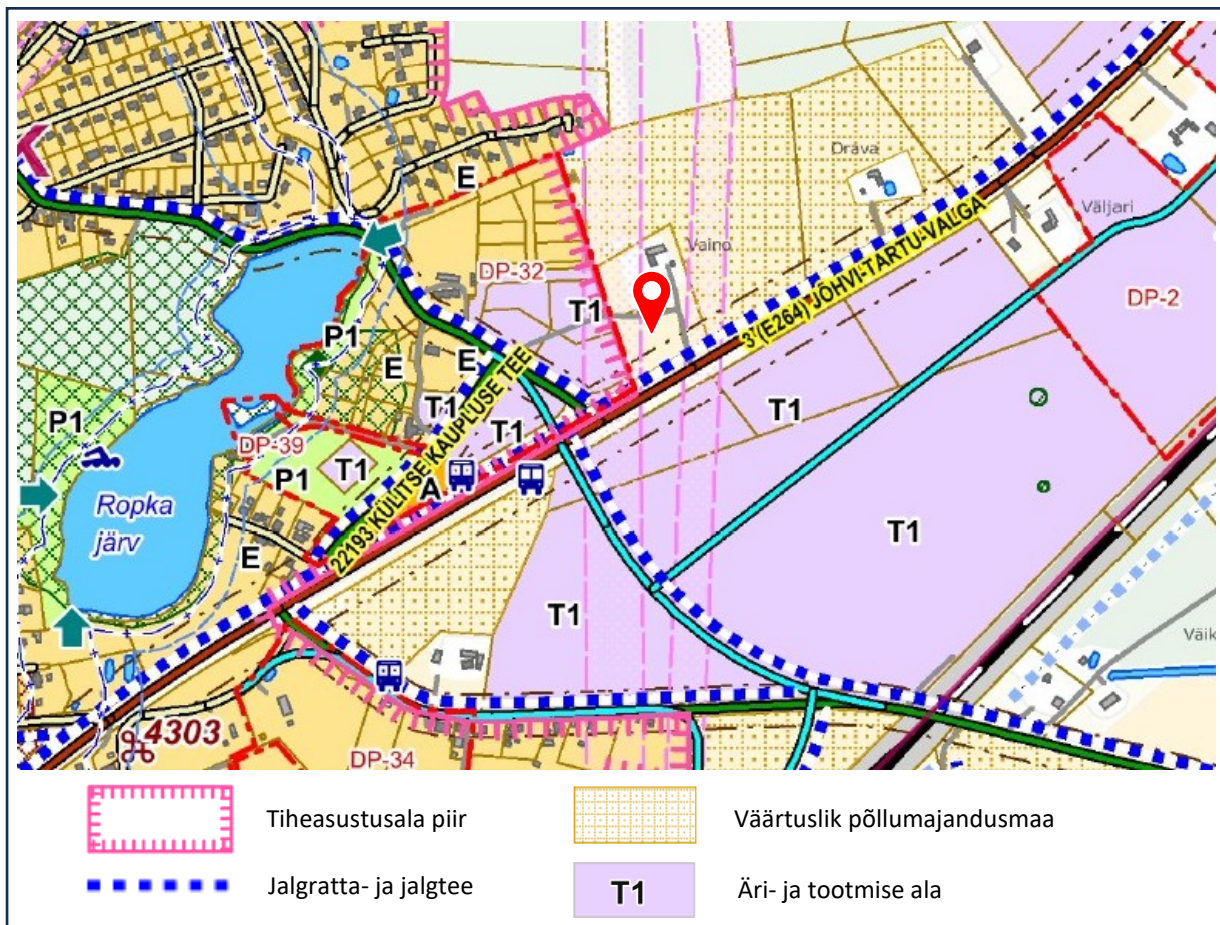 Drava
Väljari
E
Vaino
DP-32
T1
DP-2
P1
E
E
3 (E264) JÕHVI-TARTU-VALGA
T1
T1
T1
P1
DP-39
T1
P1
A
22193 KÜLITSE KAUPLUSE TEE
Ropka
järv
T1
E
T1
Väik
4303
DP-34
Tiheasustusala piir
Väärtuslik põllumajandusmaa
Jalgratta- ja jalgtee
T1
Äri- ja tootmise ala